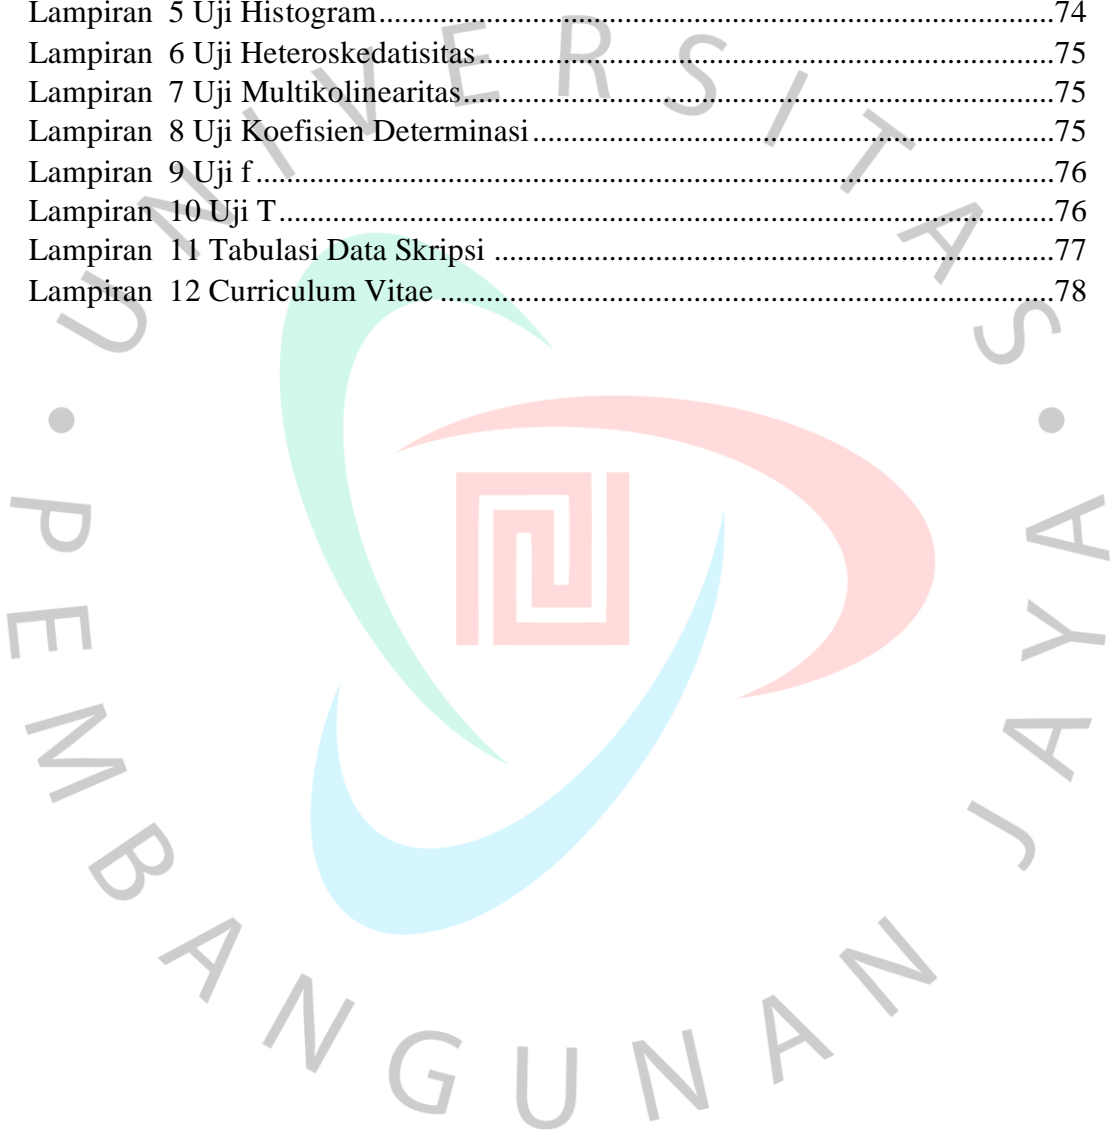 Lampiran 5 Uji Histogram....................................................................................74
Lampiran 6 Uji Heteroskedatisitas........................................................................75
Lampiran 7 Uji Multikolinearitas..........................................................................75
Lampiran 8 Uji Koefisien Determinasi.................................................................75
Lampiran 9 Uji f...................................................................................................76
Lampiran 10 Uji T................................................................................................76
Lampiran 11 Tabulasi Data Skripsi ......................................................................77
Lampiran 12 Curriculum Vitae ............................................................................78
UNIVERSITAS • PEMBANGUNAN JAYA •